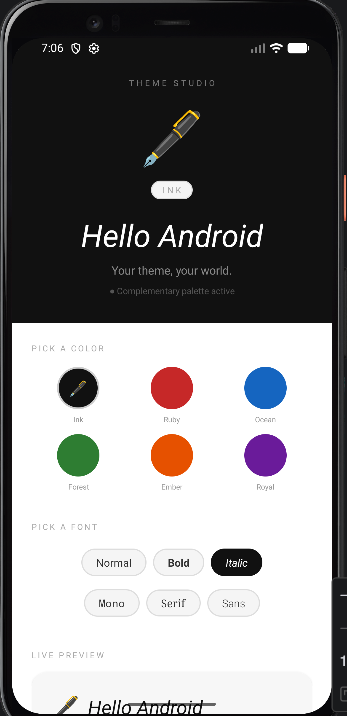 7:06
THEME STUDIO
INK
Hello Android
Your theme, your world.
Complementary palette active
PICK A COLOR
Ink Ruby Ocean
Forest Ember Royal
PICK A FONT
Normal Bold Italic
Mono Serif Sans
LIVE PREVIEW
Hello Android